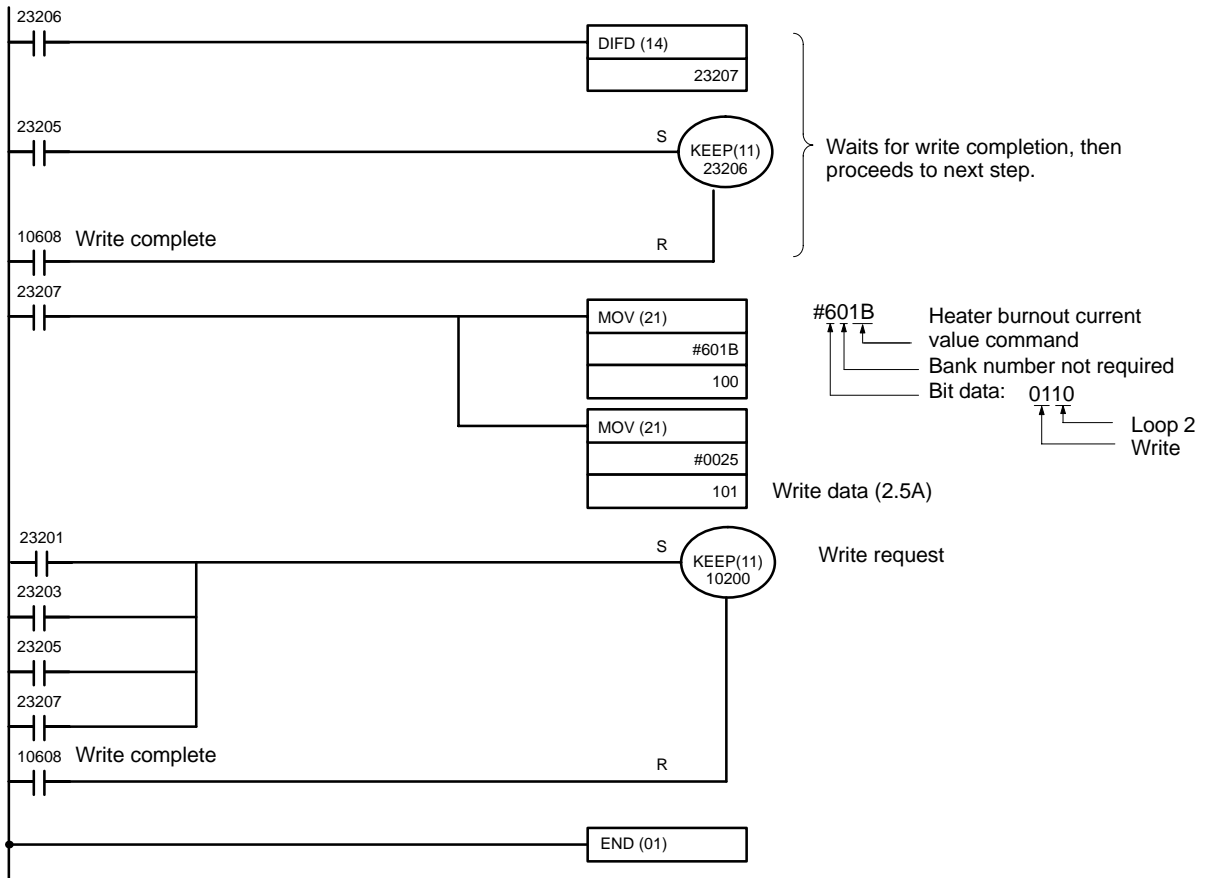 23206
DIFD (14)
23207
23205
S
KEEP(11)
23206
Waits for write completion, then
proceeds to next step.
10608 Write complete
R
23207
MOV (21)
#601B
100
#601B
Heater burnout current
value command
Bank number not required
Bit data: 0110
Loop 2
Write
MOV (21)
#0025
101
Write data (2.5A)
23201
S
KEEP(11)
10200
Write request
23203
23205
23207
10608 Write complete
R
END (01)